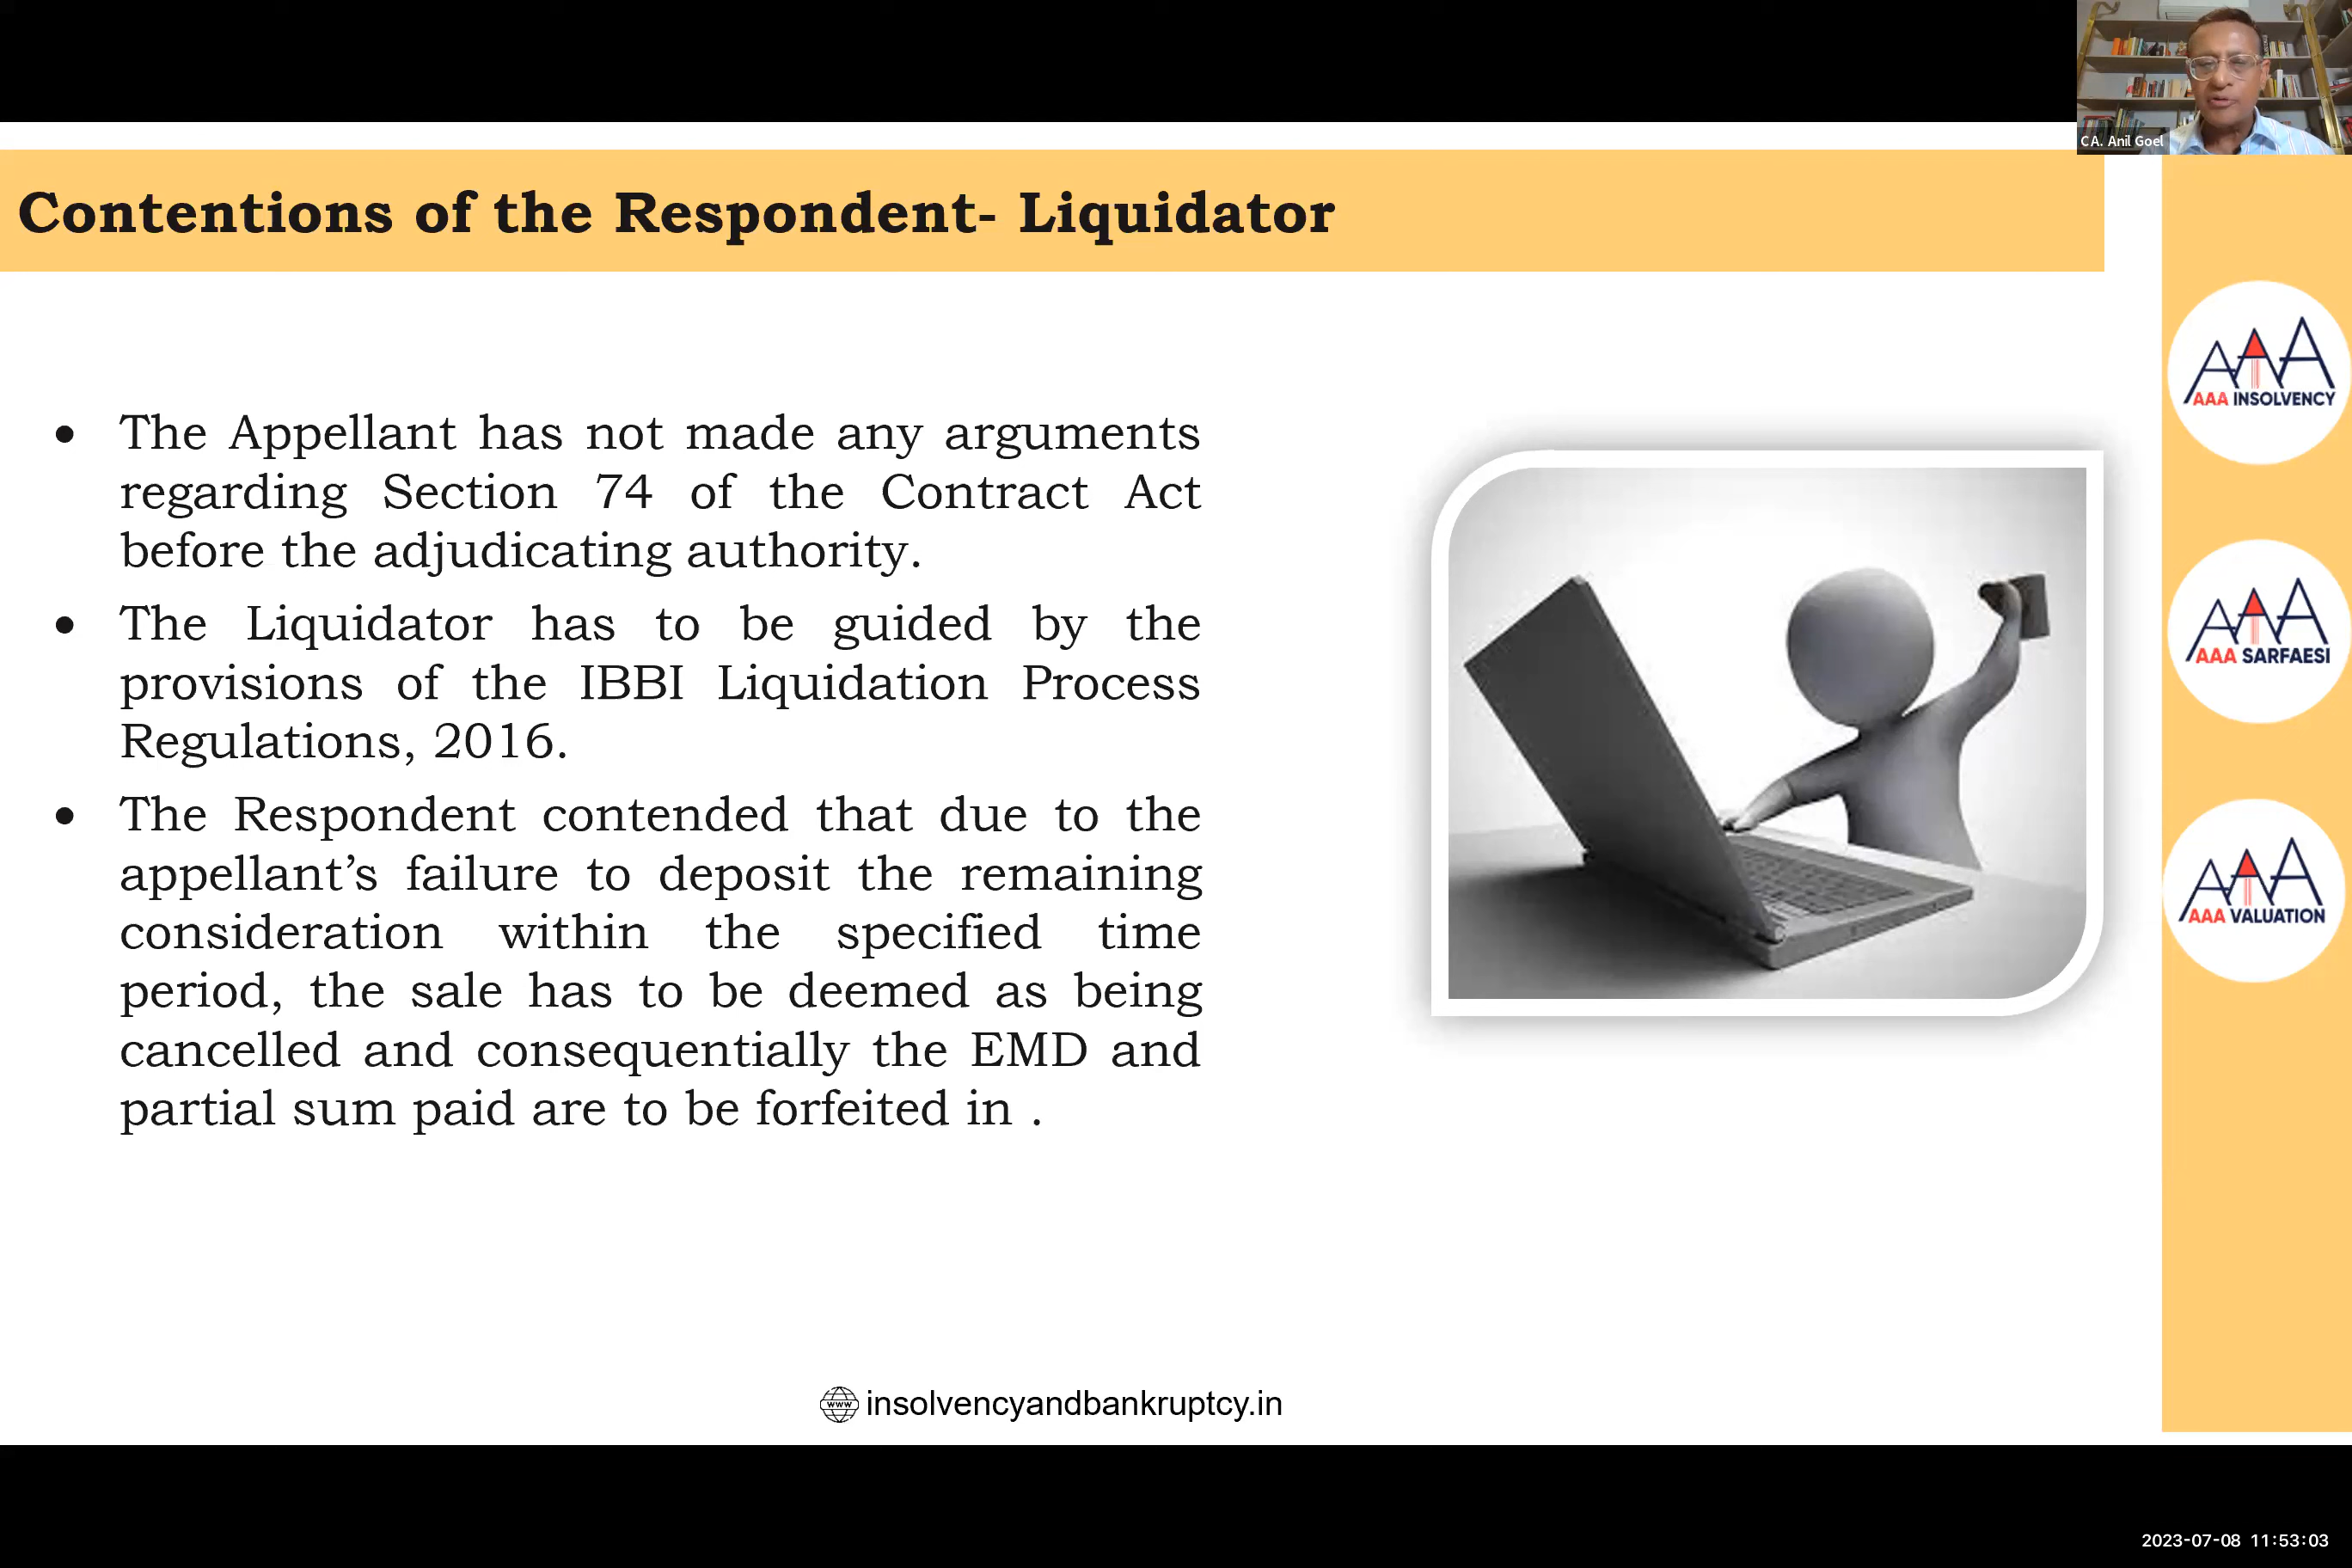 CA. Anil Goel
Contentions of the Respondent- Liquidator
• The Appellant has not made any arguments
regarding Section 74 of the Contract Act
before the adjudicating authority.
• The Liquidator has to be guided by the
provisions of the IBBI Liquidation Process
Regulations, 2016.
• The Respondent contended that due to the
appellant’s failure to deposit the remaining
consideration within the specified time
period, the sale has to be deemed as being
cancelled and consequentially the EMD and
partial sum paid are to be forfeited in .
AAA INSOLVENCY
AAA SARFAESI
AAA VALUATION
www insolvencyandbankruptcy.in
2023-07-08 11:53:03